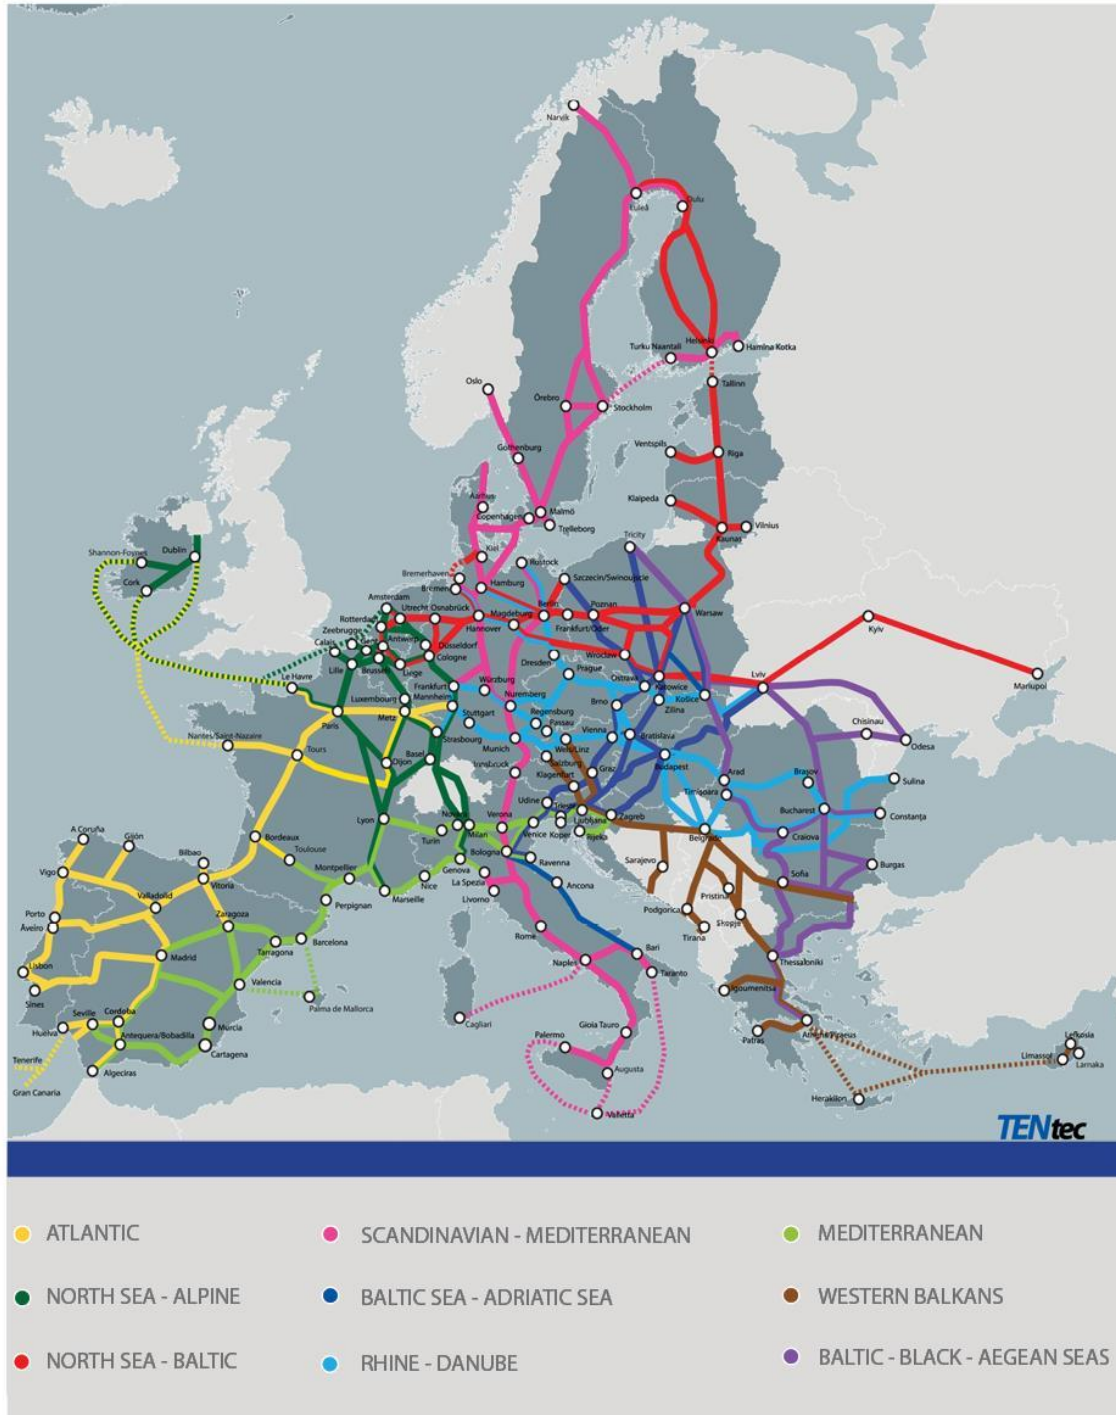 Narvik
Luleå
Oulu
Turku Naantali
Helsinki
Hamina Kotka
Tallinn
Oslo
Örebro
Stockholm
Gothenburg
Ventspils
Riga
Klaipeda
Vilnius
Kaunas
Aarhus
Copenhagen
Malmö
Trelleborg
Tricity
Shannon-Foynes
Dublin
Cork
Kiel
Rostock
Bremerhaven
Bremen
Hamburg
Szczecin/Swinoujscie
Amsterdam
Utrecht
Osnabrück
Rotterdam
Zeebrugge
Calais
Gent
Antwerp
Düsseldorf
Cologne
Lille
Brussels
Liege
Hannover
Magdeburg
Berlin
Frankfurt/Oder
Poznan
Warsaw
Kyiv
Mariupol
Wroclaw
Dresden
Prague
Ostrava
Katowice
Lviv
Le Havre
Luxembourg
Frankfurt
Mannheim
Würzburg
Nuremberg
Košice
Zilina
Brno
Paris
Metz
Stuttgart
Regensburg
Passau
Vienna
Bratislava
Chisinau
Odesa
Nantes/Saint-Nazaire
Tours
Strasbourg
Dijon
Basel
Munich
Wels/Linz
Salzburg
Innsbruck
Klagenfurt
Graz
Budapest
Arad
Timişoara
Braşov
Sulina
Bucharest
Constanţa
Craiova
Lyon
Novara
Milan
Turin
Verona
Udine
Trieste
Venice
Koper
Ljubljana
Rijeka
Zagreb
Belgrade
Bordeaux
Toulouse
Montpellier
Marseille
Nice
Genova
Bologna
La Spezia
Livorno
Ravenna
Ancona
Sarajevo
Sofia
Burgas
Pristina
Skopje
Podgorica
Tirana
A Coruña
Gijón
Bilbao
Vigo
Vitoria
Valladolid
Porto
Aveiro
Zaragoza
Perpignan
Barcelona
Tarragona
Madrid
Lisbon
Sines
Valencia
Palma de Mallorca
Rome
Naples
Bari
Taranto
Cagliari
Thessaloniki
Igoumenitsa
Seville
Cordoba
Huelva
Antequera/Bobadilla
Murcia
Cartagena
Algeciras
Tenerife
Gran Canaria
Gioia Tauro
Palermo
Augusta
Valletta
Patras
Athens/Piraeus
Heraklion
Lefkosia
Limassol
Larnaka
TENtec
ATLANTIC
SCANDINAVIAN - MEDITERRANEAN
MEDITERRANEAN
NORTH SEA - ALPINE
BALTIC SEA - ADRIATIC SEA
WESTERN BALKANS
NORTH SEA - BALTIC
RHINE - DANUBE
BALTIC - BLACK - AEGEAN SEAS